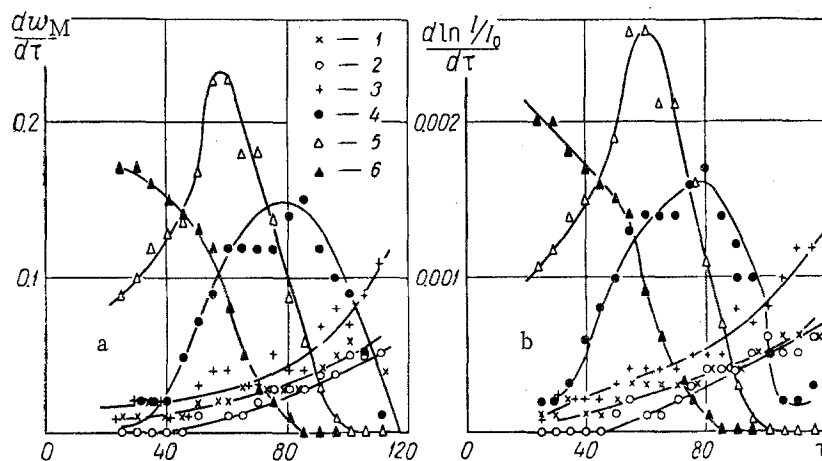 dw_M/dτ
× — 1
○ — 2
+ — 3
● — 4
△ — 5
▲ — 6
0.2
0.1
0
40
80
120
a
d ln I/I₀/dτ
0.002
0.001
0
40
80
τ
b